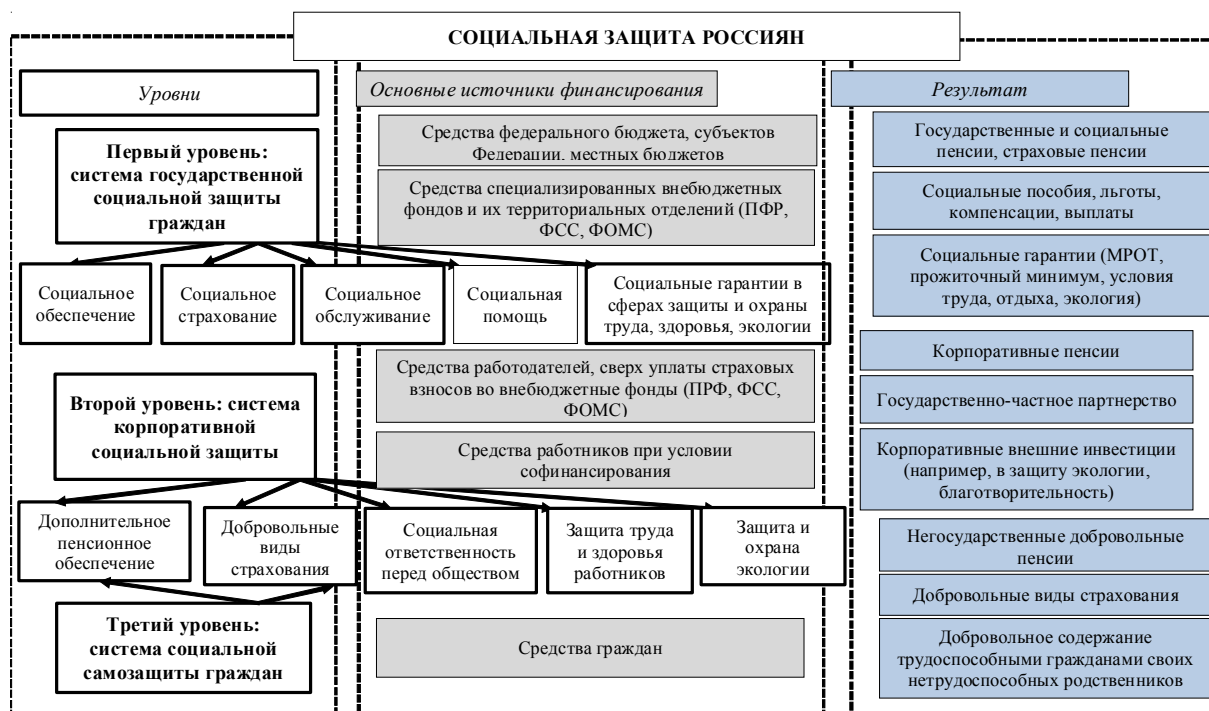 СОЦИАЛЬНАЯ ЗАЩИТА РОССИЯН
Уровни
Основные источники финансирования
Результат
Первый уровень:
система государственной
социальной защиты
граждан
Средства федерального бюджета, субъектов
Федерации, местных бюджетов
Средства специализированных внебюджетных
фондов и их территориальных отделений (ПФР,
ФСС, ФОМС)
Государственные и социальные
пенсии, страховые пенсии
Социальные пособия, льготы,
компенсации, выплаты
Социальные гарантии (МРОТ,
прожиточный минимум, условия
труда, отдыха, экология)
Социальное
обеспечение
Социальное
страхование
Социальное
обслуживание
Социальная
помощь
Социальные гарантии в
сферах защиты и охраны
труда, здоровья, экологии
Второй уровень: система
корпоративной
социальной защиты
Средства работодателей, сверх уплаты страховых
взносов во внебюджетные фонды (ПРФ, ФСС,
ФОМС)
Средства работников при условии
софинансирования
Корпоративные пенсии
Государственно-частное партнерство
Корпоративные внешние инвестиции
(например, в защиту экологии,
благотворительность)
Дополнительное
пенсионное
обеспечение
Добровольные
виды
страхования
Социальная
ответственность
перед обществом
Защита труда
и здоровья
работников
Защита и
охрана
экологии
Третий уровень:
система социальной
самозащиты граждан
Средства граждан
Негосударственные добровольные
пенсии
Добровольные виды страхования
Добровольное содержание
трудоспособными гражданами своих
нетрудоспособных родственников